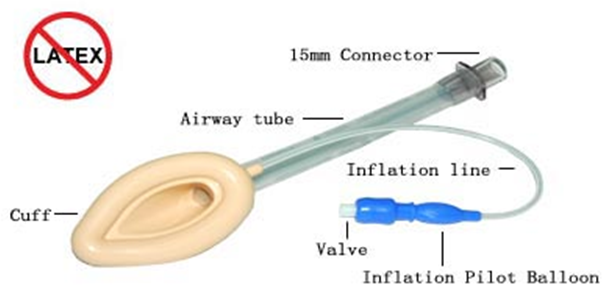 LATEX
15mm Connector
Airway tube
Inflation line
Cuff
Valve
Inflation Pilot Balloon